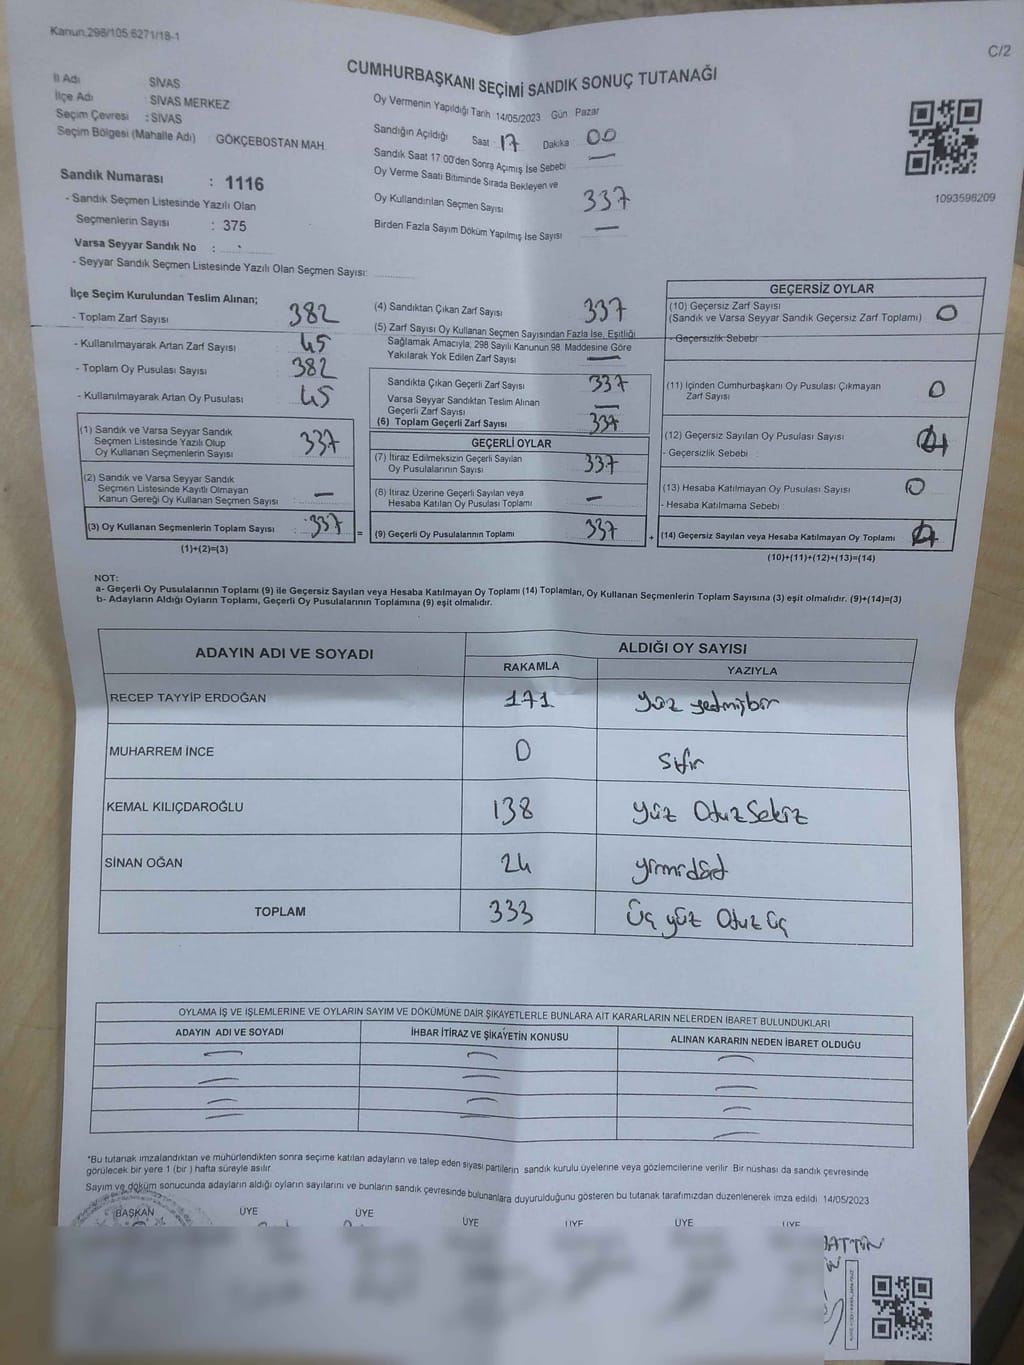 Kanun.298/105.6271/18-1
C/2
CUMHURBAŞKANI SEÇİMİ SANDIK SONUÇ TUTANAĞI
İl Adı SİVAS
İlçe Adı : SİVAS MERKEZ
Seçim Çevresi : SİVAS
Seçim Bölgesi (Mahalle Adı) GÖKÇEBOSTAN MAH
Oy Vermenin Yapıldığı Tarih 14/05/2023 Gün Pazar
Sandığın Açıldığı Saat 17 Dakika 00
Sandık Saat 17 00'den Sonra Açımış İse Sebebi —
Oy Verme Saati Bitiminde Sırada Bekleyen ve
Oy Kullandırılan Seçmen Sayısı 337
Birden Fazla Sayım Döküm Yapılmış İse Sayısı —
1093596209
Sandık Numarası : 1116
- Sandık Seçmen Listesinde Yazılı Olan
Seçmenlerin Sayısı : 375
Varsa Seyyar Sandık No :
- Seyyar Sandık Seçmen Listesinde Yazılı Olan Seçmen Sayısı:
İlçe Seçim Kurulundan Teslim Alınan;
- Toplam Zarf Sayısı 382
- Kullanılmayarak Artan Zarf Sayısı 45
- Toplam Oy Pusulası Sayısı 382
- Kullanılmayarak Artan Oy Pusulası 45
(1) Sandık ve Varsa Seyyar Sandık
Seçmen Listesinde Yazılı Olup
Oy Kullanan Seçmenlerin Sayısı 337
(2) Sandık ve Varsa Seyyar Sandık
Seçmen Listesinde Kayıtlı Olmayan
Kanun Gereği Oy Kullanan Seçmen Sayısı : —
(3) Oy Kullanan Seçmenlerin Toplam Sayısı 337 =
(1)+(2)=(3)
(4) Sandıktan Çıkan Zarf Sayısı 337
(5) Zarf Sayısı Oy Kullanan Seçmen Sayısından Fazla İse, Eşitliği
Sağlamak Amacıyla, 298 Sayılı Kanunun 98. Maddesine Göre
Yakılarak Yok Edilen Zarf Sayısı —
Sandıkta Çıkan Geçerli Zarf Sayısı 337
Varsa Seyyar Sandıktan Teslim Alınan
Geçerli Zarf Sayısı —
(6) Toplam Geçerli Zarf Sayısı 337
GEÇERLİ OYLAR
(7) İtiraz Edilmeksizin Geçerli Sayılan
Oy Pusulalarının Sayısı 337
(8) İtiraz Üzerine Geçerli Sayılan veya
Hesaba Katılan Oy Pusulası Toplamı —
(9) Geçerli Oy Pusulalarının Toplamı 337 +
GEÇERSİZ OYLAR
(10) Geçersiz Zarf Sayısı
(Sandık ve Varsa Seyyar Sandık Geçersiz Zarf Toplamı) 0
- Geçersizlik Sebebi
(11) İçinden Cumhurbaşkanı Oy Pusulası Çıkmayan
Zarf Sayısı 0
(12) Geçersiz Sayılan Oy Pusulası Sayısı
- Geçersizlik Sebebi :
(13) Hesaba Katılmayan Oy Pusulası Sayısı 0
- Hesaba Katılmama Sebebi
(14) Geçersiz Sayılan veya Hesaba Katılmayan Oy Toplamı
(10)+(11)+(12)+(13)=(14)
NOT:
a- Geçerli Oy Pusulalarının Toplamı (9) ile Geçersiz Sayılan veya Hesaba Katılmayan Oy Toplamı (14) Toplamları, Oy Kullanan Seçmenlerin Toplam Sayısına (3) eşit olmalıdır. (9)+(14)=(3)
b- Adayların Aldığı Oyların Toplamı, Geçerli Oy Pusulalarının Toplamına (9) eşit olmalıdır.
ADAYIN ADI VE SOYADI
ALDIĞI OY SAYISI
RAKAMLA YAZIYLA
RECEP TAYYİP ERDOĞAN 171 yüz yetmişbir
MUHARREM İNCE 0 sıfır
KEMAL KILIÇDAROĞLU 138 yüz Otuz Sekiz
SİNAN OĞAN 24 yirmidört
TOPLAM 333 Üç yüz Otuz üç
OYLAMA İŞ VE İŞLEMLERİNE VE OYLARIN SAYIM VE DÖKÜMÜNE DAİR ŞİKAYETLERLE BUNLARA AİT KARARLARIN NELERDEN İBARET BULUNDUKLARI
ADAYIN ADI VE SOYADI İHBAR İTİRAZ VE ŞİKAYETİN KONUSU ALINAN KARARIN NEDEN İBARET OLDUĞU
— — —
— — —
— — —
— — —
*Bu tutanak imzalandıktan ve mühürlendikten sonra seçime katılan adayların ve talep eden siyasi partilerin sandık kurulu üyelerine veya gözlemcilerine verilir. Bir nüshası da sandık çevresinde
görülecek bir yere 1 (bir ) hafta süreyle asılır.
Sayım ve döküm sonucunda adayların aldığı oyların sayılarını ve bunların sandık çevresinde bulunanlara duyurulduğunu gösteren bu tutanak tarafımızdan düzenlenerek imza edildi. 14/05/2023
BAŞKAN ÜYE ÜYE ÜYE ÜYE ÜYE ÜYE